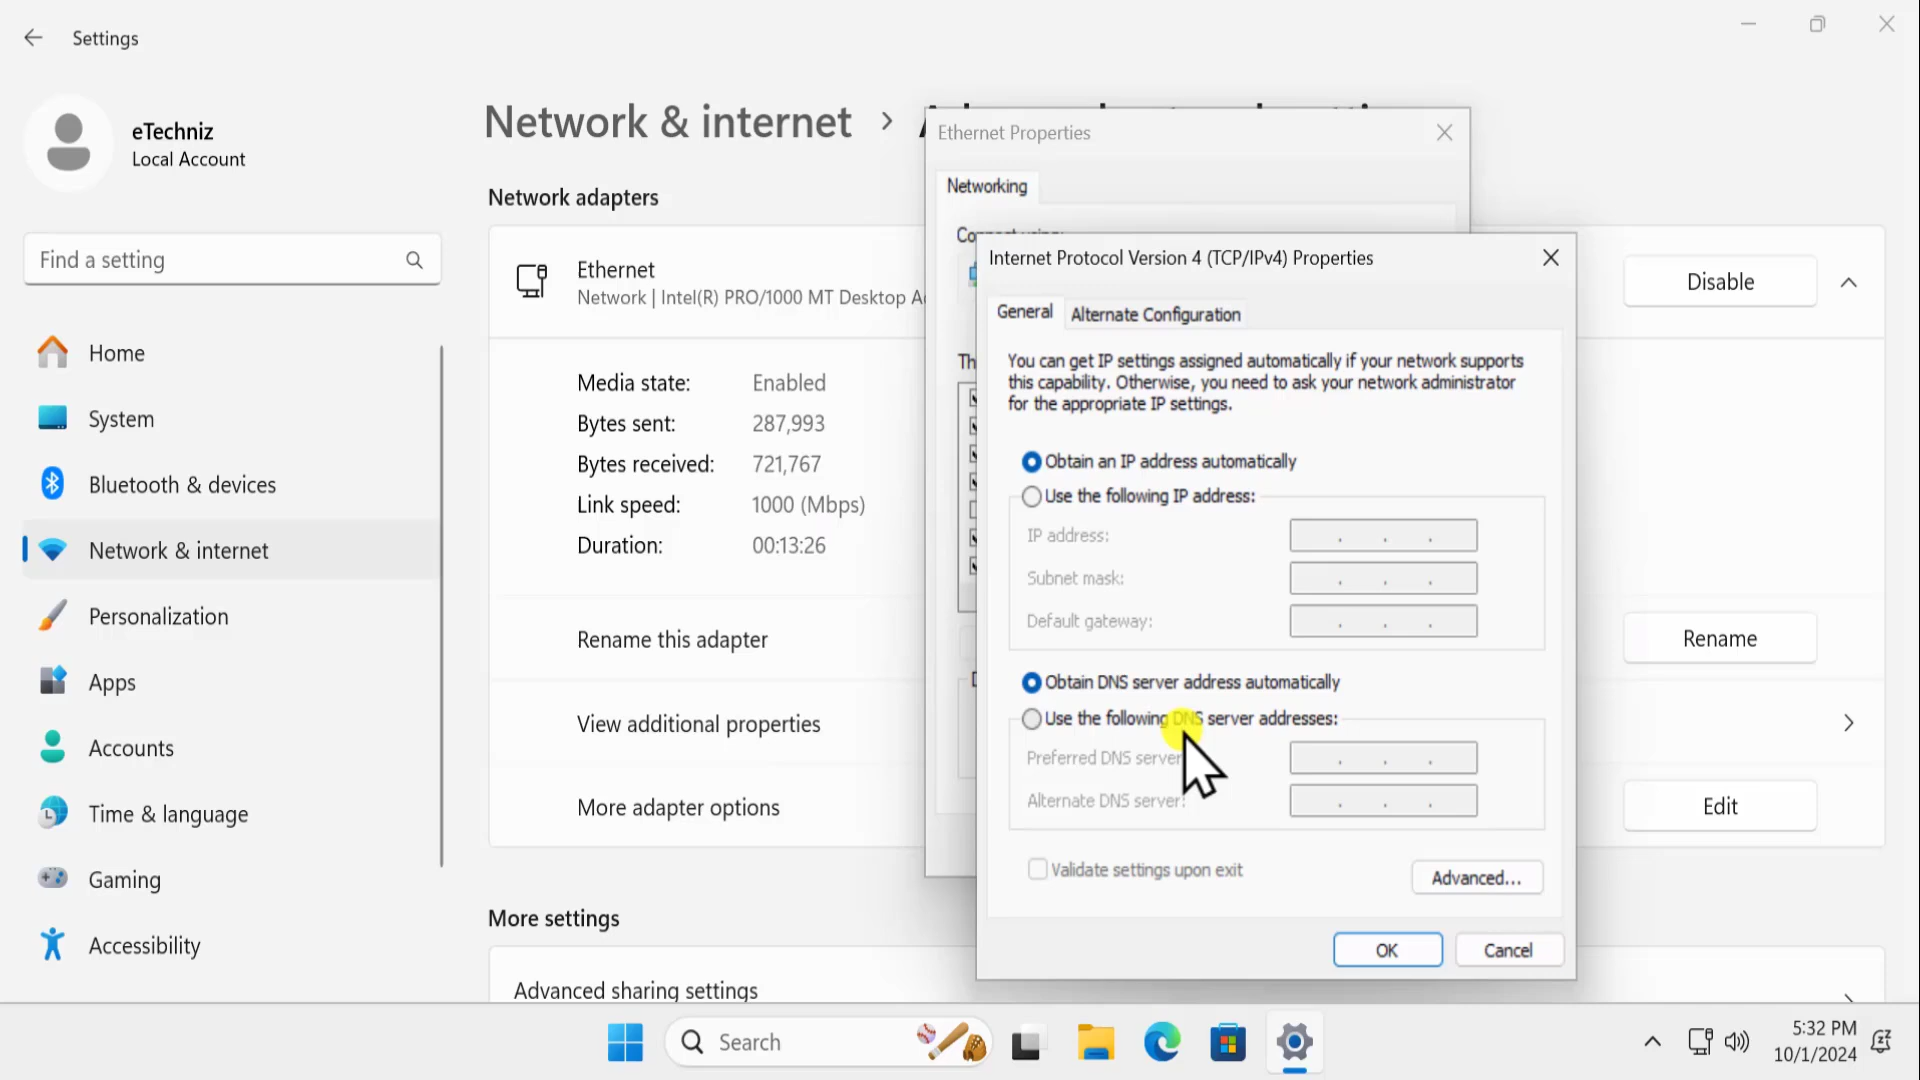 Settings
eTechniz
Local Account
Find a setting
Home
System
Bluetooth & devices
Network & internet
Personalization
Apps
Accounts
Time & language
Gaming
Accessibility
Network & internet >
Network adapters
Ethernet
Network | Intel(R) PRO/1000 MT Desktop A
Disable
Media state: Enabled
Bytes sent: 287,993
Bytes received: 721,767
Link speed: 1000 (Mbps)
Duration: 00:13:26
Rename this adapter
Rename
View additional properties
More adapter options
Edit
More settings
Advanced sharing settings
Ethernet Properties
Networking
Internet Protocol Version 4 (TCP/IPv4) Properties
General
Alternate Configuration
You can get IP settings assigned automatically if your network supports
this capability. Otherwise, you need to ask your network administrator
for the appropriate IP settings.
Obtain an IP address automatically
Use the following IP address:
IP address:
Subnet mask:
Default gateway:
Obtain DNS server address automatically
Use the following DNS server addresses:
Preferred DNS server
Alternate DNS server:
Validate settings upon exit
Advanced...
OK
Cancel
Search
5:32 PM
10/1/2024